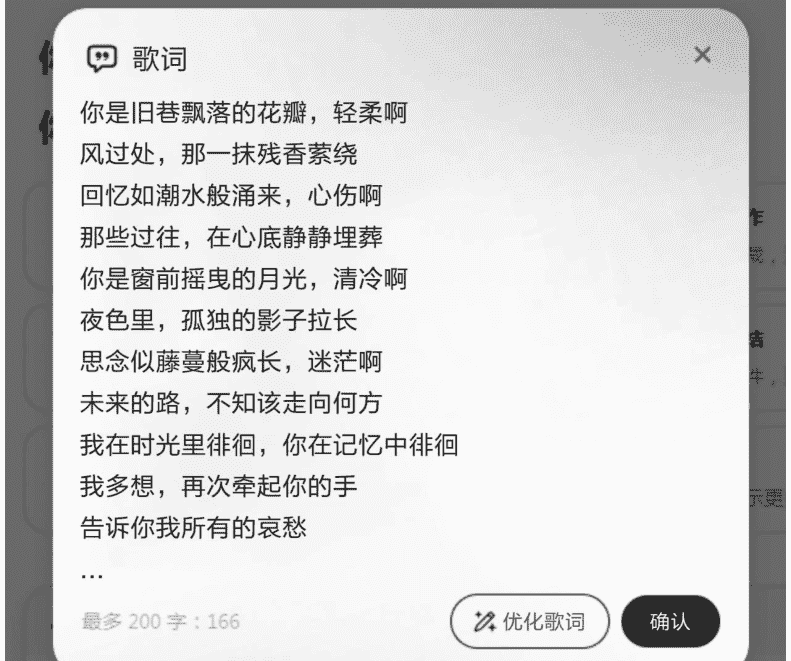 歌词
你是旧巷飘落的花瓣，轻柔啊
风过处，那一抹残香萦绕
回忆如潮水般涌来，心伤啊
那些过往，在心底静静埋葬
你是窗前摇曳的月光，清冷啊
夜色里，孤独的影子拉长
思念似藤蔓般疯长，迷茫啊
未来的路，不知该走向何方
我在时光里徘徊，你在记忆中徘徊
我多想，再次牵起你的手
告诉你我所有的哀愁
...
最多 200 字：166
优化歌词
确认